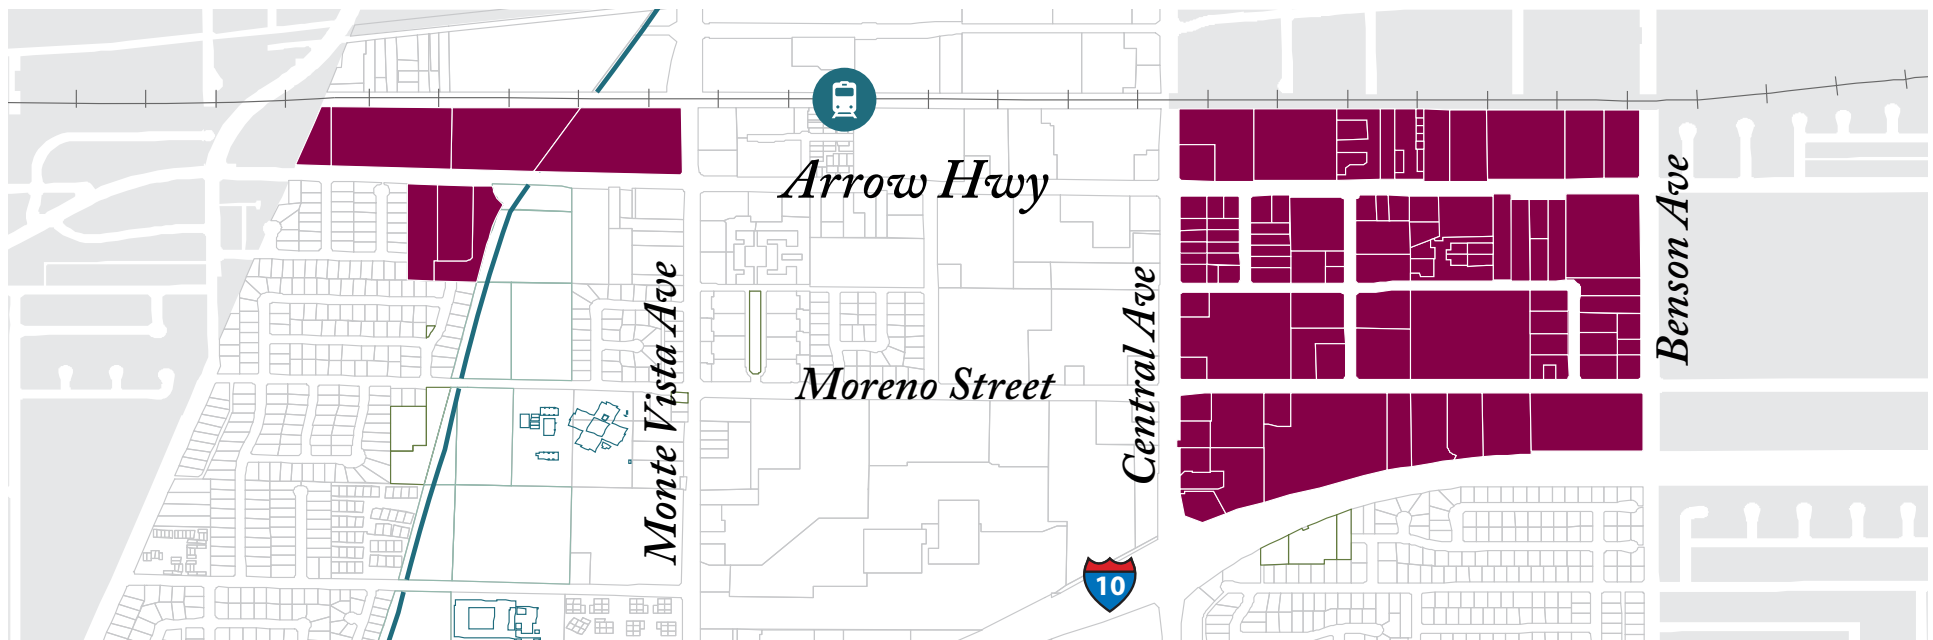 Arrow Hwy
Monte Vista Ave
Moreno Street
Central Ave
Benson Ave
10